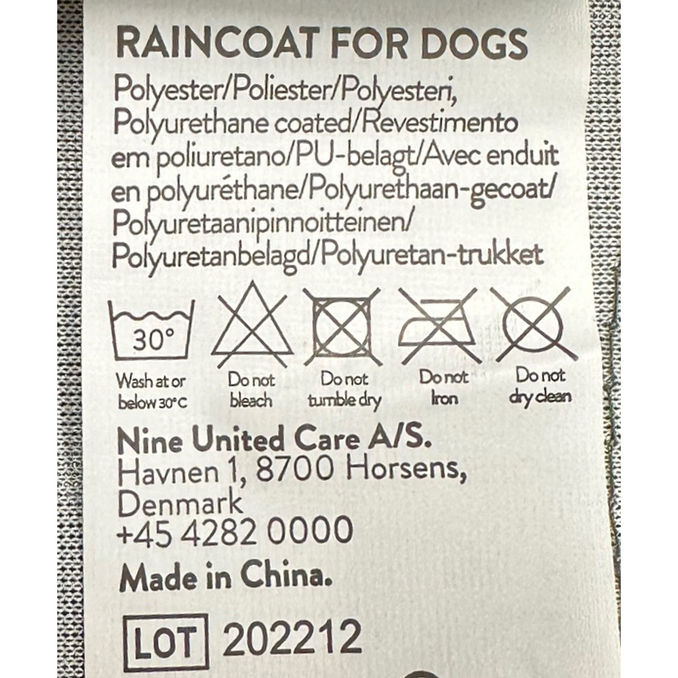 RAINCOAT FOR DOGS
Polyester/Poliester/Polyesteri,
Polyurethane coated/Revestimento
em poliuretano/PU-belagt/Avec enduit
en polyuréthane/Polyurethaan-gecoat/
Polyuretaanipinnoitteinen/
Polyuretanbelagd/Polyuretan-trukket
30°
Wash at or below 30°C
Do not bleach
Do not tumble dry
Do not Iron
Do not dry clean
Nine United Care A/S.
Havnen 1, 8700 Horsens,
Denmark
+45 4282 0000
Made in China.
LOT 202212